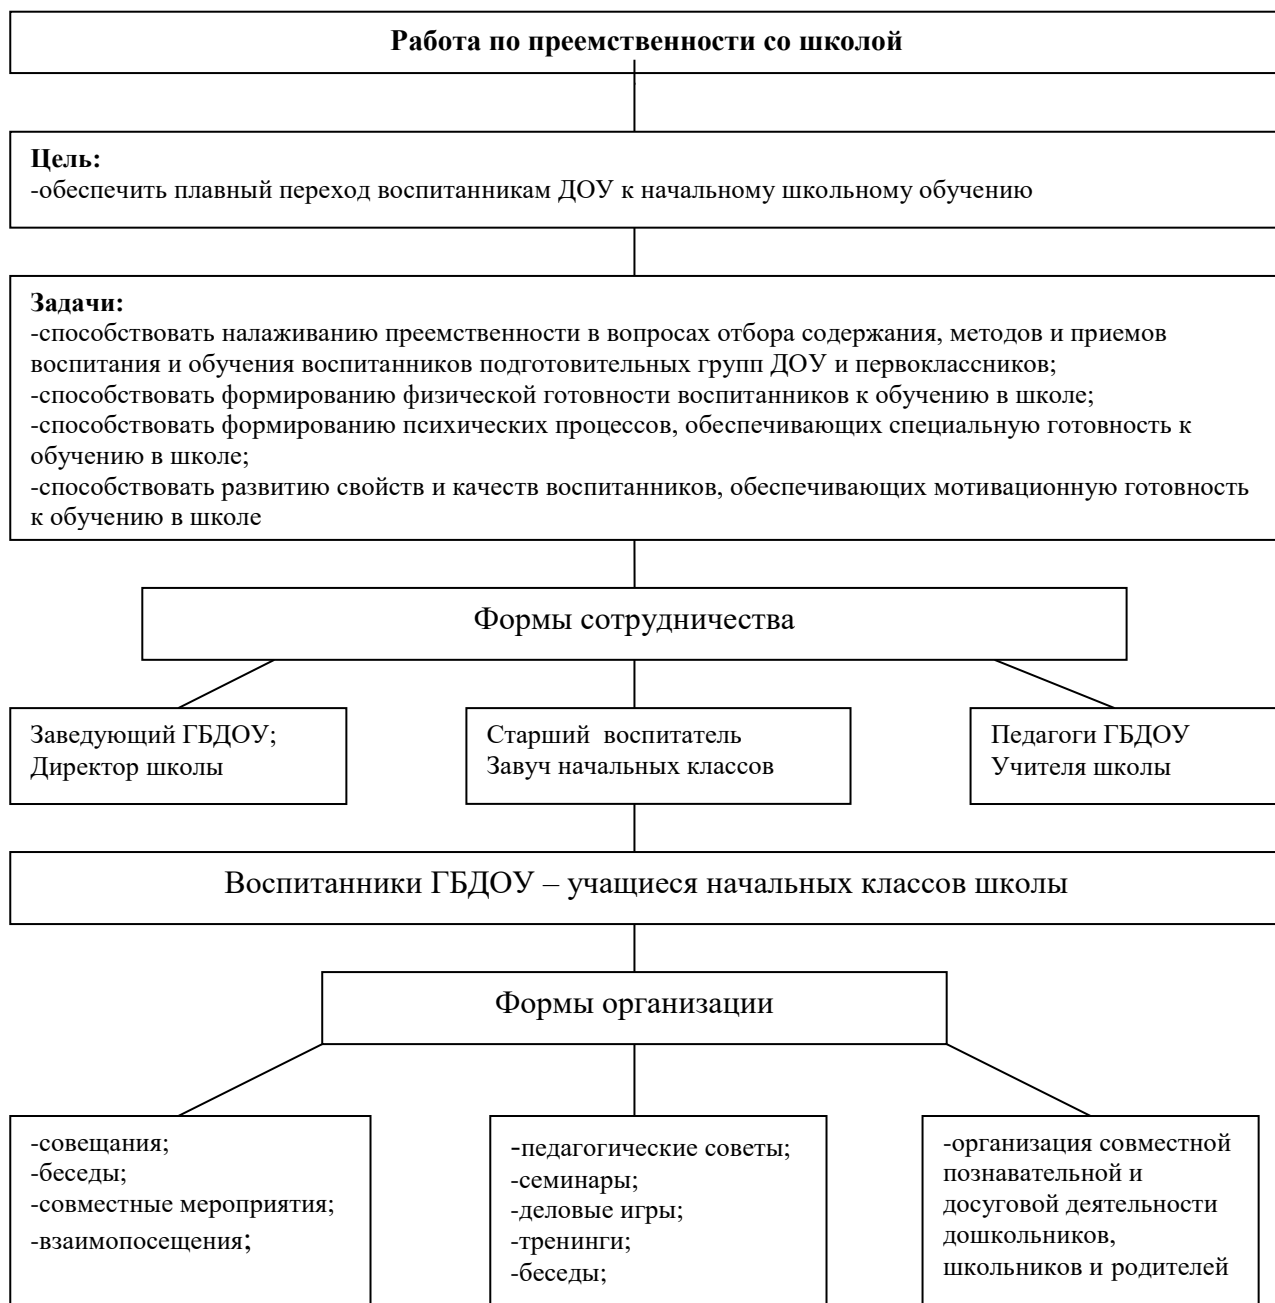 Работа по преемственности со школой
Цель:
-обеспечить плавный переход воспитанникам ДОУ к начальному школьному обучению
Задачи:
-способствовать налаживанию преемственности в вопросах отбора содержания, методов и приемов
воспитания и обучения воспитанников подготовительных групп ДОУ и первоклассников;
-способствовать формированию физической готовности воспитанников к обучению в школе;
-способствовать формированию психических процессов, обеспечивающих специальную готовность к
обучению в школе;
-способствовать развитию свойств и качеств воспитанников, обеспечивающих мотивационную готовность
к обучению в школе
Формы сотрудничества
Заведующий ГБДОУ;
Директор школы
Старший воспитатель
Завуч начальных классов
Педагоги ГБДОУ
Учителя школы
Воспитанники ГБДОУ – учащиеся начальных классов школы
Формы организации
-совещания;
-беседы;
-совместные мероприятия;
-взаимопосещения;
-педагогические советы;
-семинары;
-деловые игры;
-тренинги;
-беседы;
-организация совместной
познавательной и
досуговой деятельности
дошкольников,
школьников и родителей